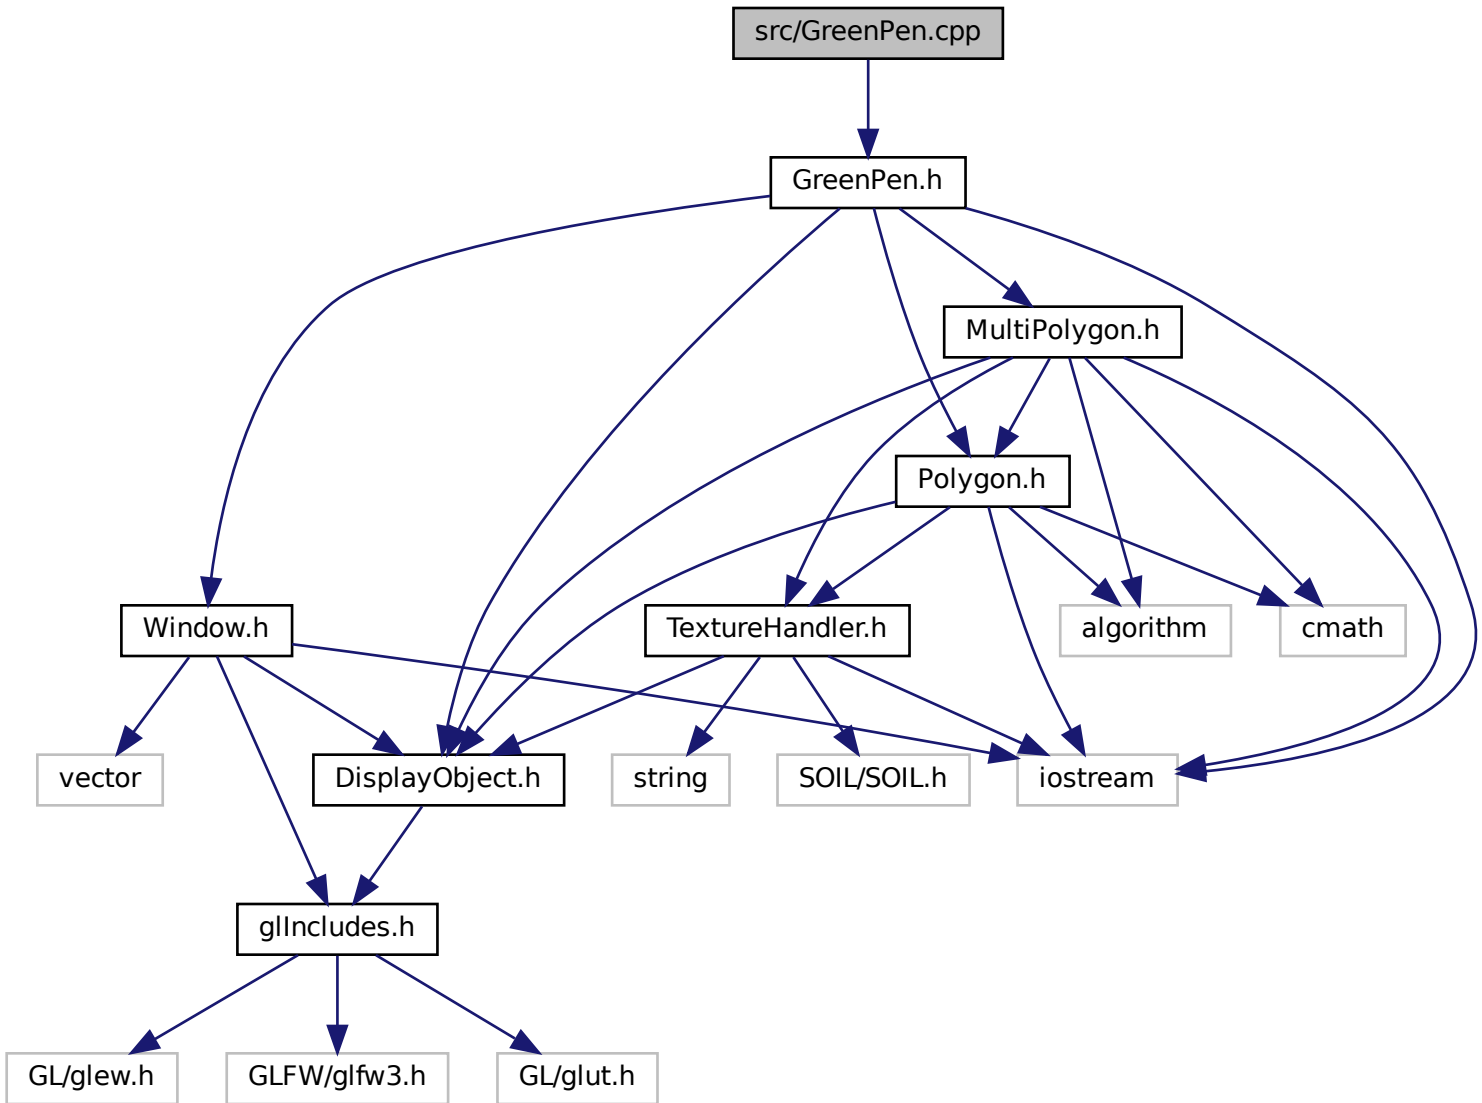 src/GreenPen.cpp
GreenPen.h
MultiPolygon.h
Polygon.h
Window.h
TextureHandler.h
algorithm
cmath
vector
DisplayObject.h
string
SOIL/SOIL.h
iostream
glIncludes.h
GL/glew.h
GLFW/glfw3.h
GL/glut.h